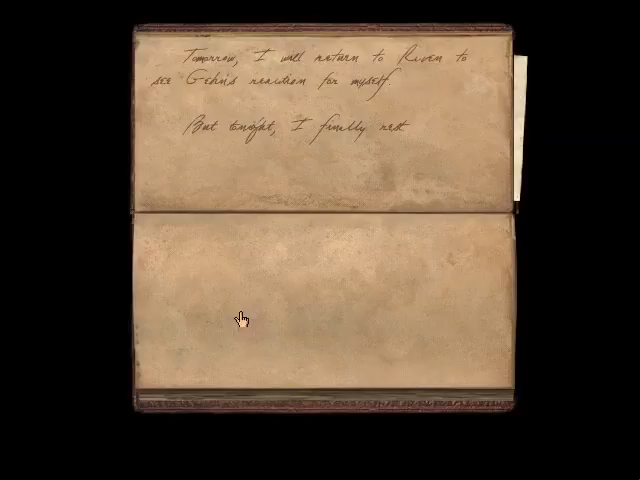 Tomorrow, I will return to Riven to
see Gehn's reaction for myself.
But tonight, I finally rest